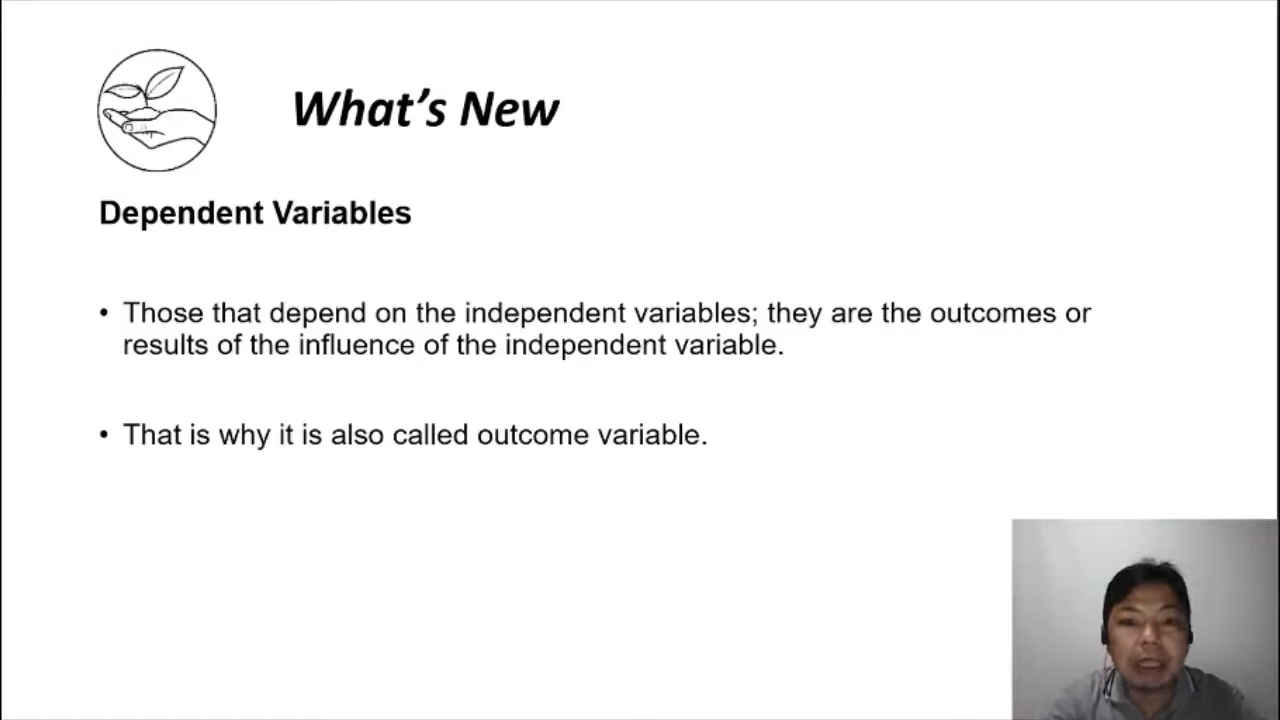 What's New
Dependent Variables
• Those that depend on the independent variables; they are the outcomes or
results of the influence of the independent variable.
• That is why it is also called outcome variable.